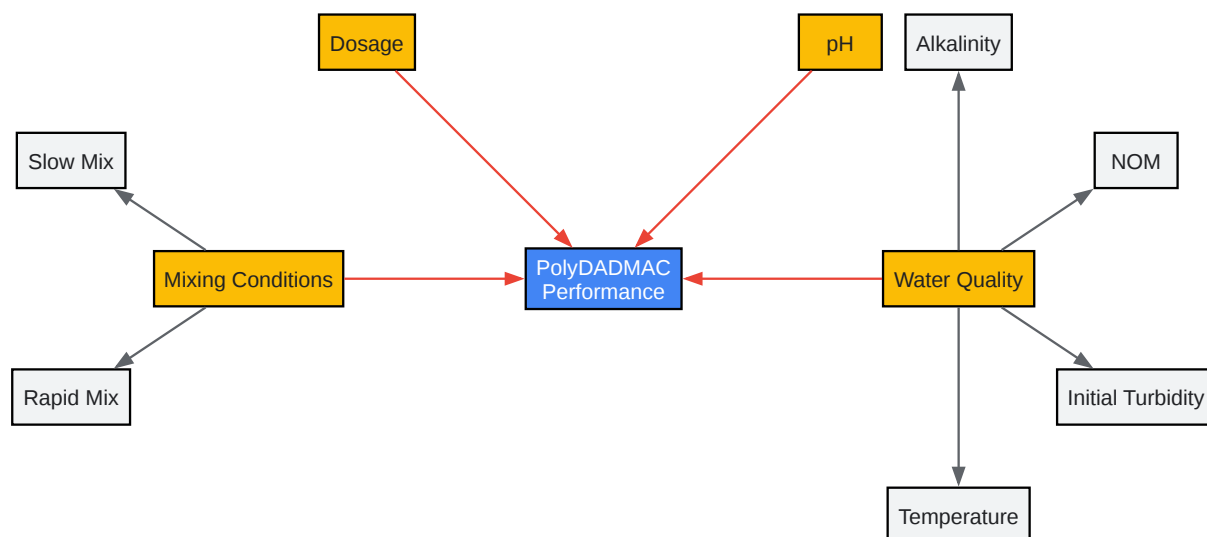 Dosage
pH
Alkalinity
Slow Mix
NOM
Mixing Conditions
PolyDADMAC
Performance
Water Quality
Rapid Mix
Initial Turbidity
Temperature